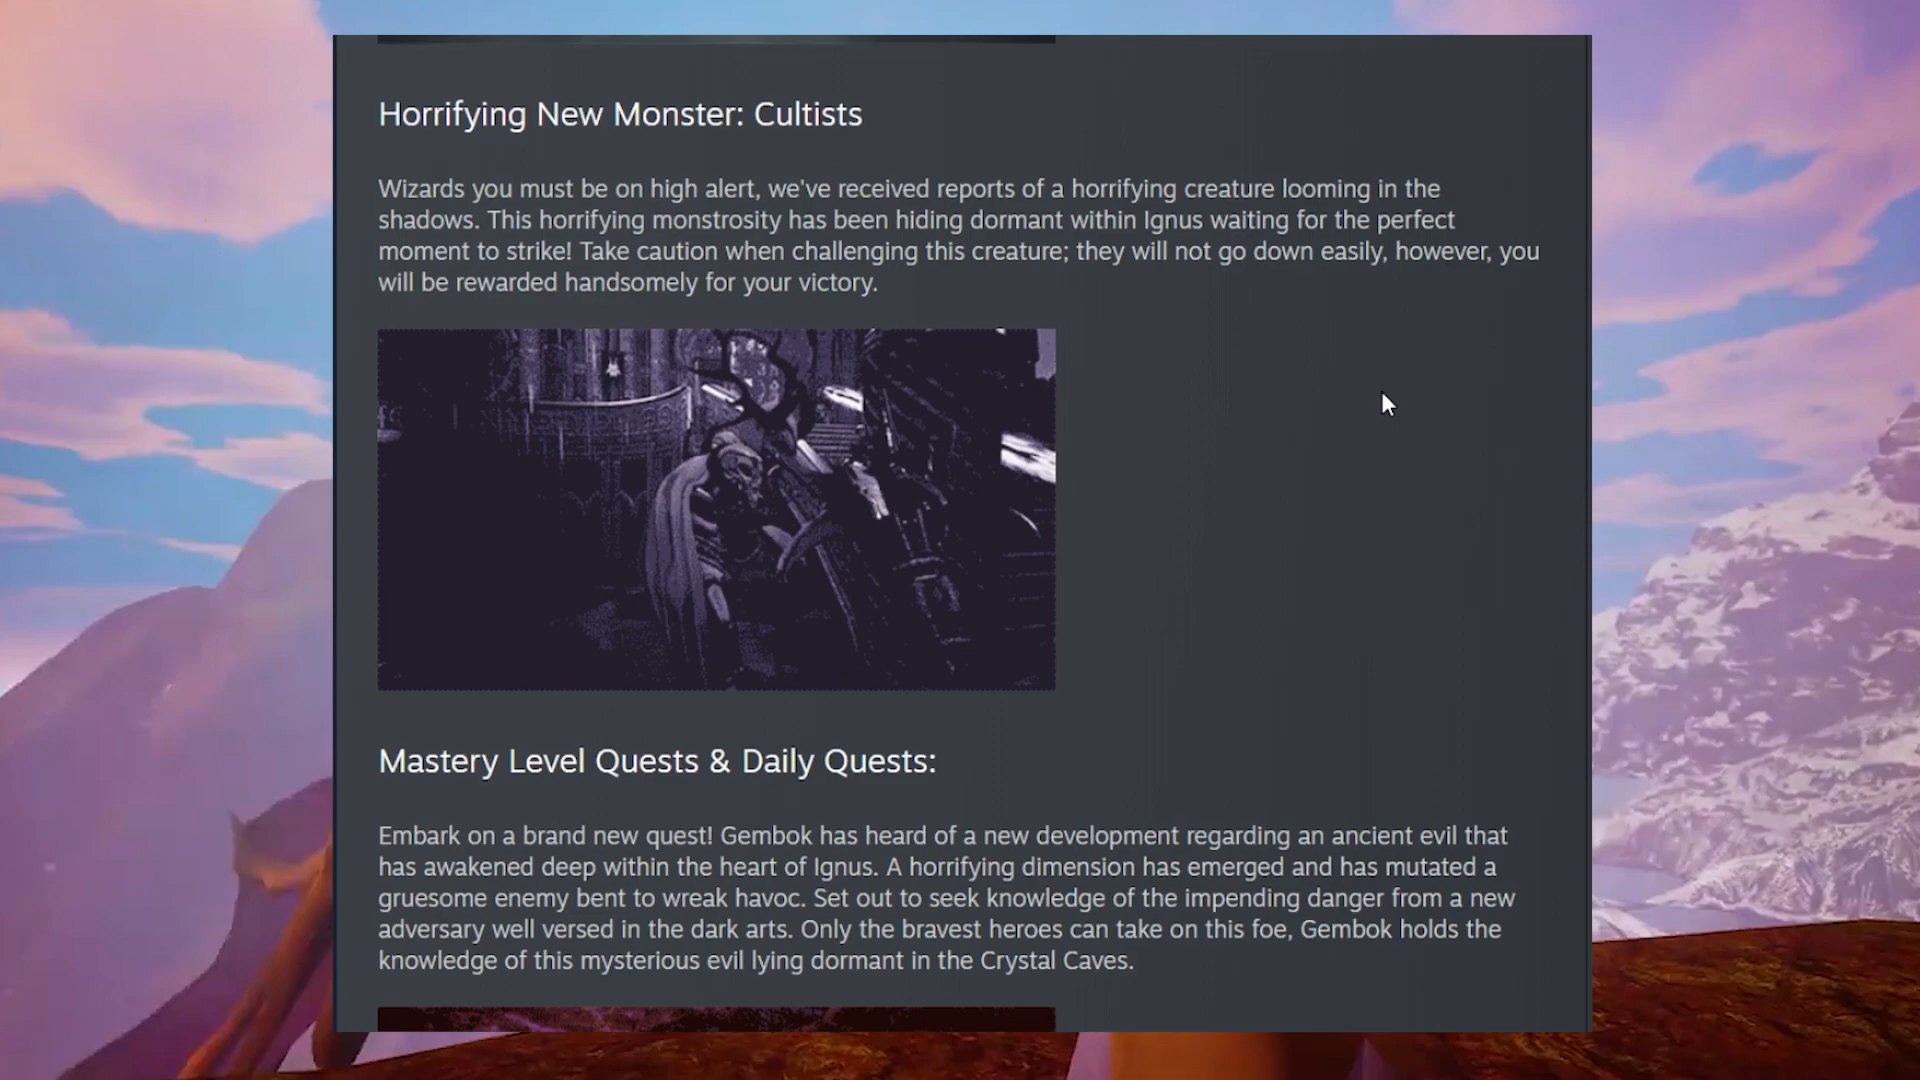 Horrifying New Monster: Cultists
Wizards you must be on high alert, we've received reports of a horrifying creature looming in the
shadows. This horrifying monstrosity has been hiding dormant within Ignus waiting for the perfect
moment to strike! Take caution when challenging this creature; they will not go down easily, however, you
will be rewarded handsomely for your victory.
Mastery Level Quests & Daily Quests:
Embark on a brand new quest! Gembok has heard of a new development regarding an ancient evil that
has awakened deep within the heart of Ignus. A horrifying dimension has emerged and has mutated a
gruesome enemy bent to wreak havoc. Set out to seek knowledge of the impending danger from a new
adversary well versed in the dark arts. Only the bravest heroes can take on this foe, Gembok holds the
knowledge of this mysterious evil lying dormant in the Crystal Caves.